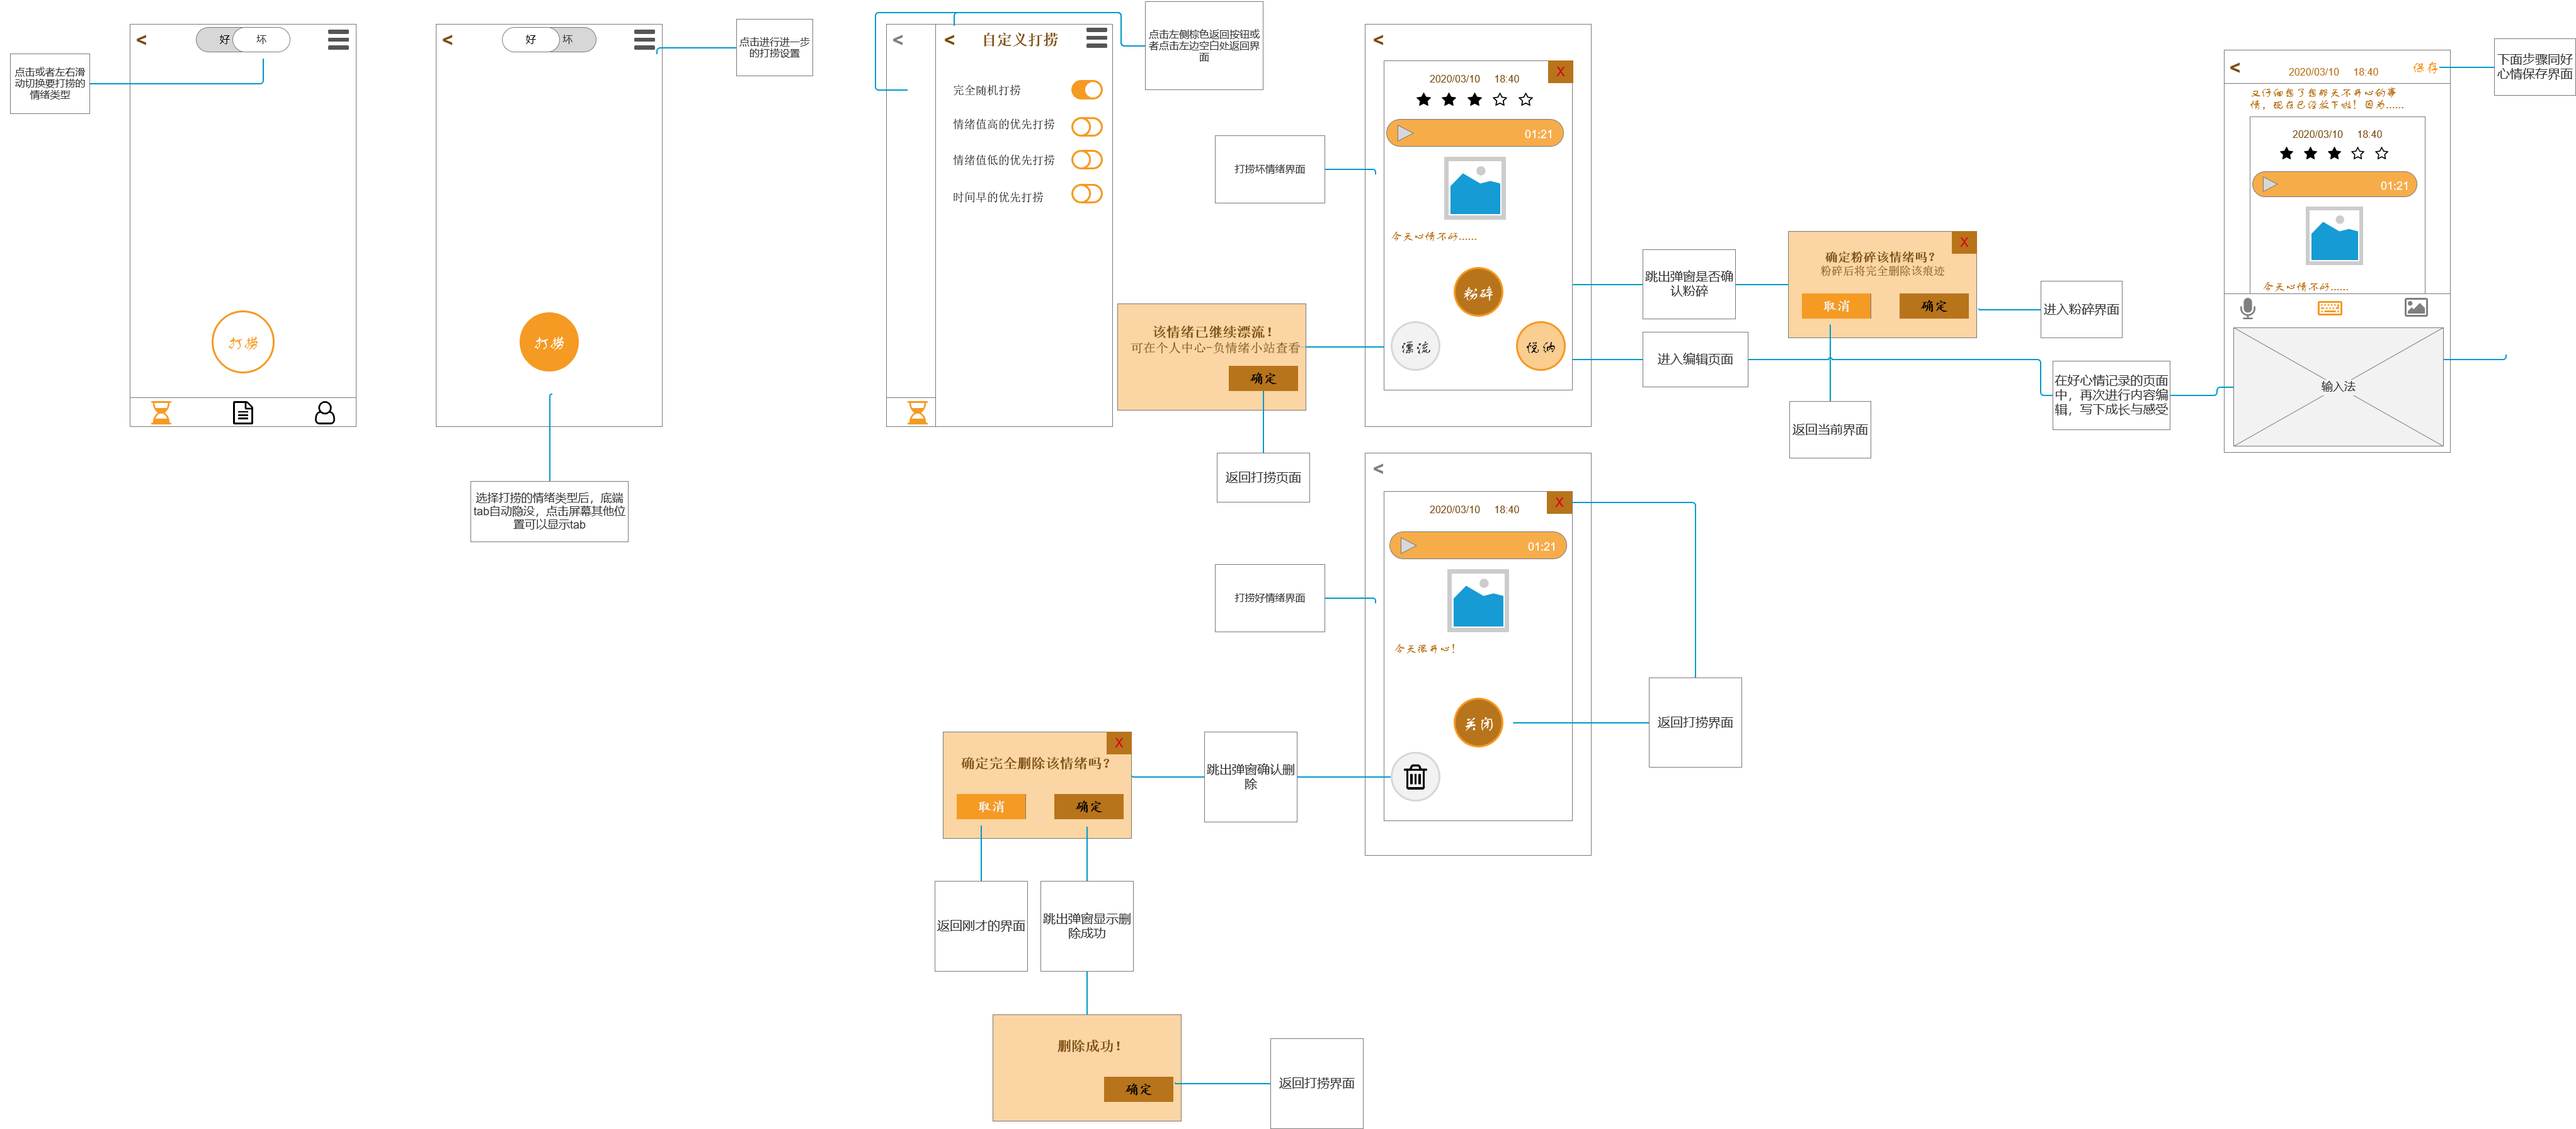 点击或者左右滑
动切换要打捞的
情绪类型
<
好
坏
打捞
<
好
坏
打捞
点击进行进一步
的打捞设置
选择打捞的情绪类型后，底端
tab自动隐没，点击屏幕其他位
置可以显示tab
<
<
自定义打捞
完全随机打捞
情绪值高的优先打捞
情绪值低的优先打捞
时间早的优先打捞
点击左侧棕色返回按钮或
者点击左边空白处返回界
面
打捞坏情绪界面
<
X
2020/03/10 18:40
01:21
今天心情不好......
粉碎
漂流
悦纳
该情绪已继续漂流！
可在个人中心-负情绪小站查看
确定
返回打捞页面
跳出弹窗是否确
认粉碎
X
确定粉碎该情绪吗？
粉碎后将完全删除该痕迹
取消
确定
进入粉碎界面
返回当前界面
进入编辑页面
在好心情记录的页面
中，再次进行内容编
辑，写下成长与感受
<
2020/03/10 18:40
保存
又仔细想了想那天不开心的事
情，现在已经放下啦！因为......
2020/03/10 18:40
01:21
今天心情不好......
输入法
下面步骤同好
心情保存界面
打捞好情绪界面
<
X
2020/03/10 18:40
01:21
今天很开心！
关闭
返回打捞界面
跳出弹窗确认删
除
X
确定完全删除该情绪吗？
取消
确定
返回刚才的界面
跳出弹窗显示删
除成功
删除成功！
确定
返回打捞界面